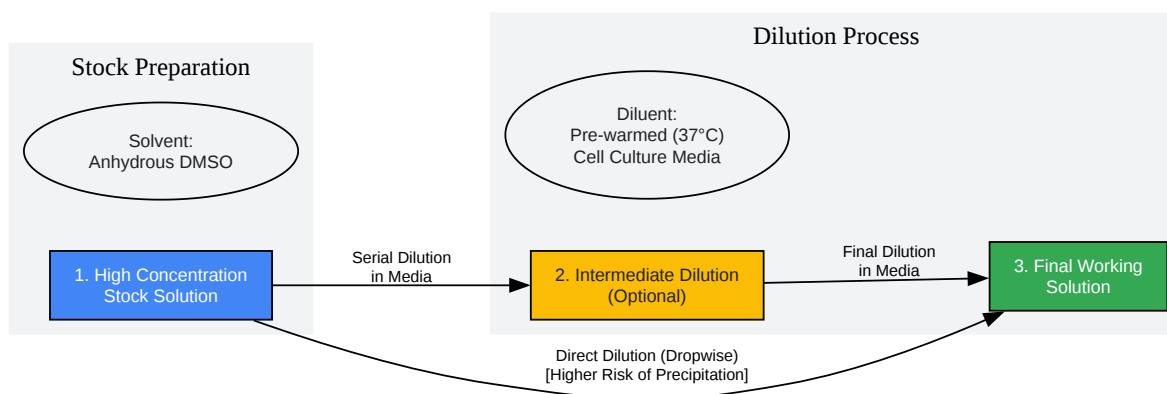 Stock Preparation
Solvent:
Anhydrous DMSO
1. High Concentration
Stock Solution
Serial Dilution
in Media
Dilution Process
Diluent:
Pre-warmed (37°C)
Cell Culture Media
2. Intermediate Dilution
(Optional)
Final Dilution
in Media
3. Final Working
Solution
Direct Dilution (Dropwise)
[Higher Risk of Precipitation]